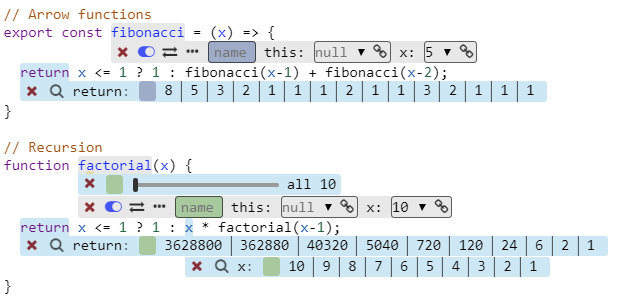 // Arrow functions
export const fibonacci = (x) => {
name this: null x: 5
return x <= 1 ? 1 : fibonacci(x-1) + fibonacci(x-2);
return: 8 5 3 2 1 1 1 2 1 1 3 2 1 1 1
}
// Recursion
function factorial(x) {
all 10
name this: null x: 10
return x <= 1 ? 1 : x * factorial(x-1);
return: 3628800 362880 40320 5040 720 120 24 6 2 1
x: 10 9 8 7 6 5 4 3 2 1
}